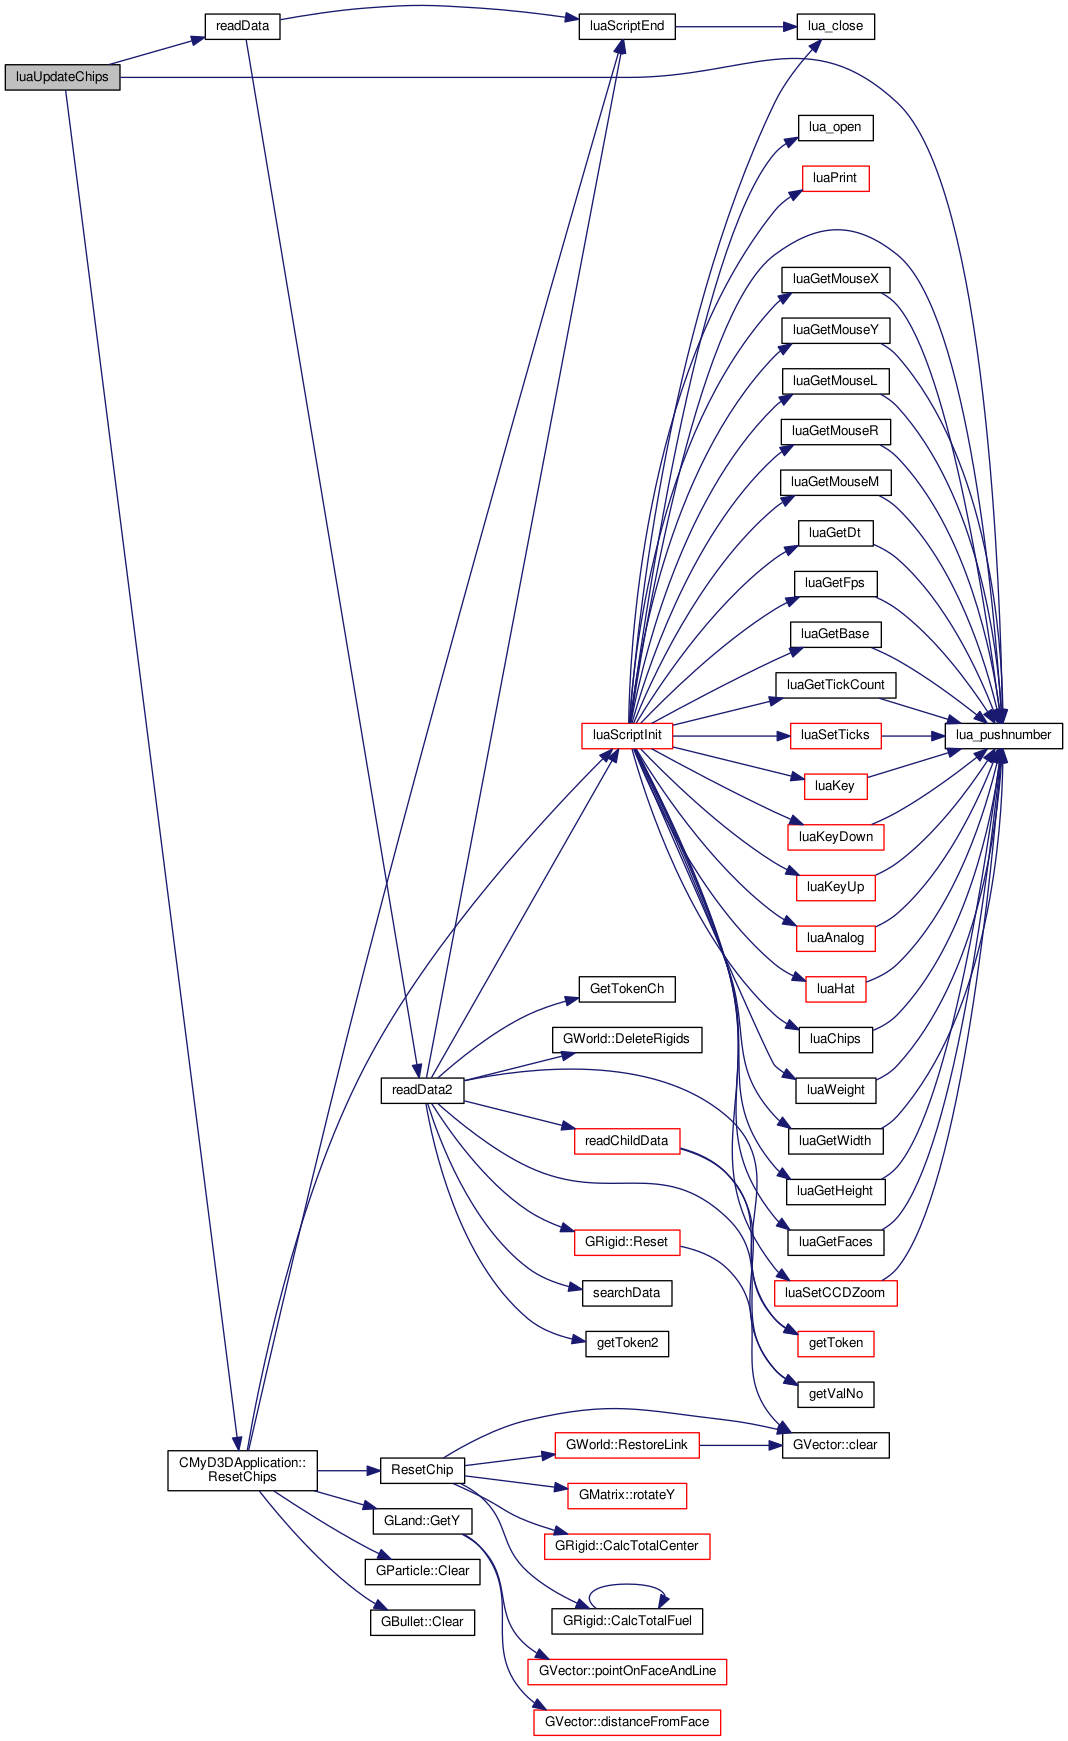 readData
luaScriptEnd
lua_close
luaUpdateChips
lua_open
luaPrint
luaGetMouseX
luaGetMouseY
luaGetMouseL
luaGetMouseR
luaGetMouseM
luaGetDt
luaGetFps
luaGetBase
luaGetTickCount
luaScriptInit
luaSetTicks
lua_pushnumber
luaKey
luaKeyDown
luaKeyUp
luaAnalog
luaHat
GetTokenCh
luaChips
GWorld::DeleteRigids
readData2
luaWeight
readChildData
luaGetWidth
luaGetHeight
GRigid::Reset
luaGetFaces
searchData
luaSetCCDZoom
getToken2
getToken
getValNo
GVector::clear
GWorld::RestoreLink
CMyD3DApplication::
ResetChips
ResetChip
GMatrix::rotateY
GLand::GetY
GRigid::CalcTotalCenter
GParticle::Clear
GBullet::Clear
GRigid::CalcTotalFuel
GVector::pointOnFaceAndLine
GVector::distanceFromFace